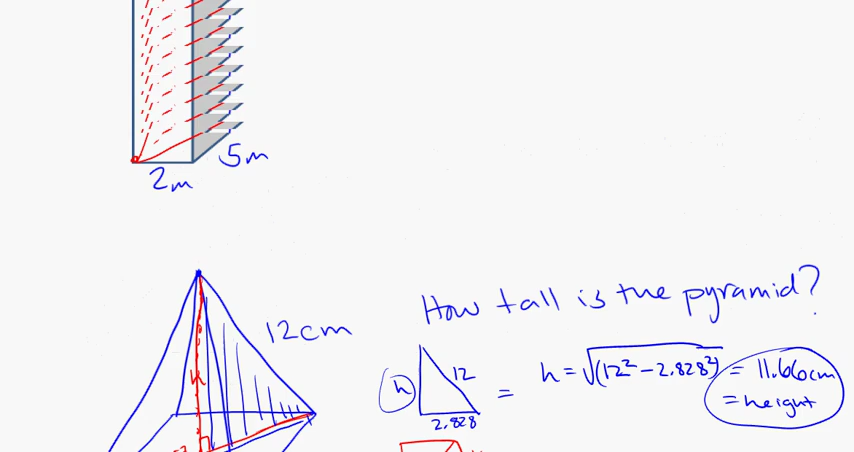 5m
2m
How tall is the pyramid?
12cm
h
h
12
2.828
= h = √(12² - 2.828²) = 11.66cm
= height